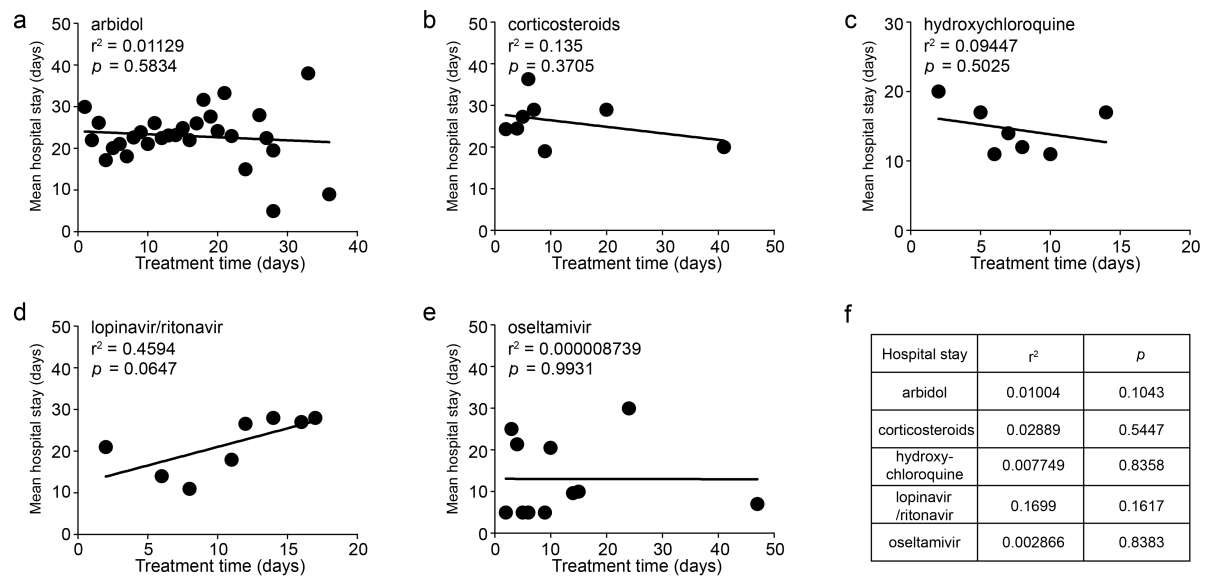 a
arbidol
r² = 0.01129
p = 0.5834
Mean hospital stay (days)
50
40
30
20
10
0
0 10 20 30 40
Treatment time (days)
b
corticosteroids
r² = 0.135
p = 0.3705
Mean hospital stay (days)
50
40
30
20
10
0
0 10 20 30 40 50
Treatment time (days)
c
hydroxychloroquine
r² = 0.09447
p = 0.5025
Mean hospital stay (days)
30
20
10
0
0 5 10 15 20
Treatment time (days)
d
lopinavir/ritonavir
r² = 0.4594
p = 0.0647
Mean hospital stay (days)
50
40
30
20
10
0
0 5 10 15 20
Treatment time (days)
e
oseltamivir
r² = 0.000008739
p = 0.9931
Mean hospital stay (days)
50
40
30
20
10
0
0 10 20 30 40 50
Treatment time (days)
f
Hospital stay r² p
arbidol 0.01004 0.1043
corticosteroids 0.02889 0.5447
hydroxy-
chloroquine 0.007749 0.8358
lopinavir
/ritonavir 0.1699 0.1617
oseltamivir 0.002866 0.8383